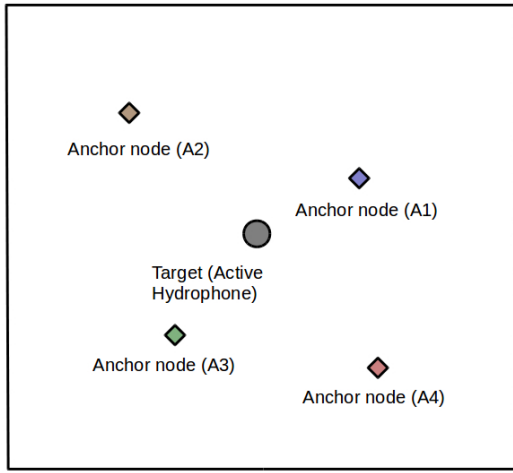 Anchor node (A2)
Anchor node (A1)
Target (Active
Hydrophone)
Anchor node (A3)
Anchor node (A4)